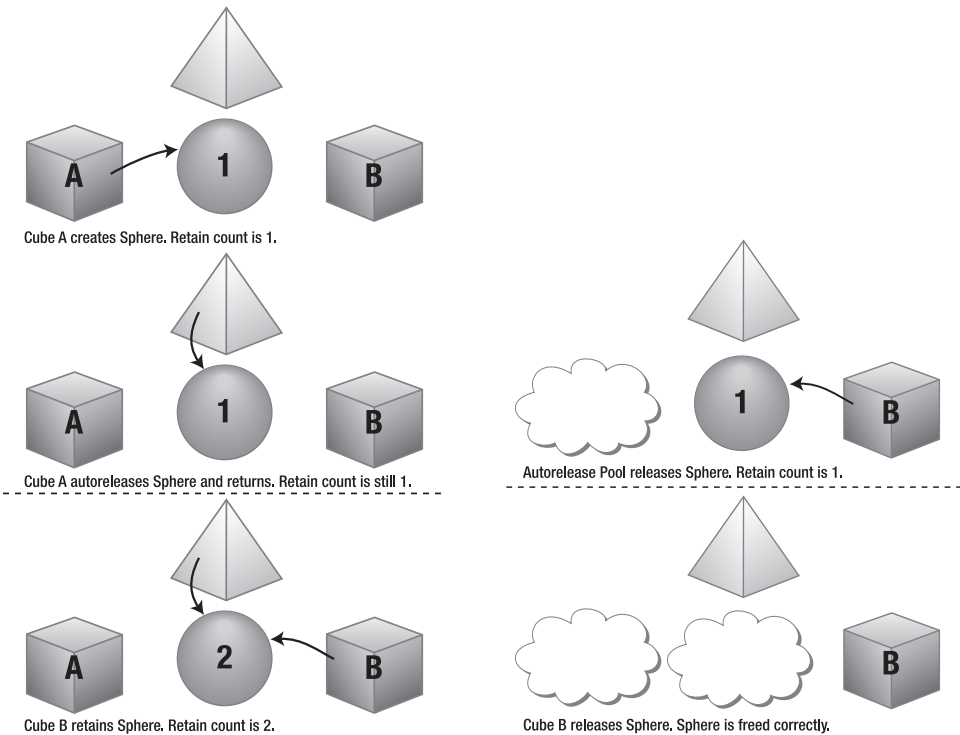 A
1
B
Cube A creates Sphere. Retain count is 1.
A
1
B
Cube A autoreleases Sphere and returns. Retain count is still 1.
A
2
B
Cube B retains Sphere. Retain count is 2.
1
B
Autorelease Pool releases Sphere. Retain count is 1.
B
Cube B releases Sphere. Sphere is freed correctly.